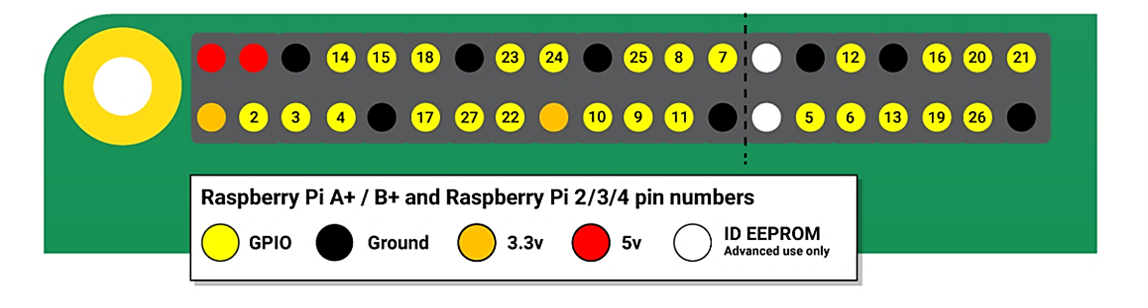 14 15 18 23 24 25 8 7 12 16 20 21
2 3 4 17 27 22 10 9 11 5 6 13 19 26
Raspberry Pi A+ / B+ and Raspberry Pi 2/3/4 pin numbers
GPIO Ground 3.3v 5v ID EEPROM
Advanced use only